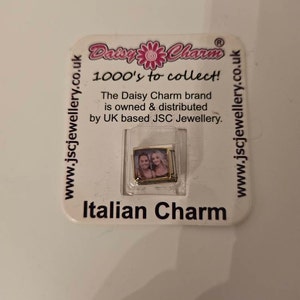 Daisy Charm®
1000's to collect!
The Daisy Charm brand
is owned & distributed
by UK based JSC Jewellery.
www.jscjewellery.co.uk
www.jscjewellery.co.uk
Italian Charm